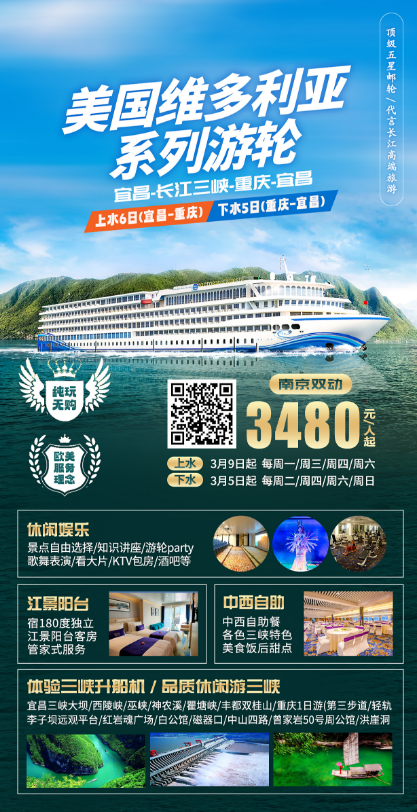 顶级五星邮轮/代言长江高端旅游
美国维多利亚
系列游轮
宜昌-长江三峡-重庆-宜昌
上水6日(宜昌-重庆)
下水5日(重庆-宜昌)
纯玩
无购
欧美
服务
理念
南京双动
3480元/人起
上水 3月9日起 每周一/周三/周四/周六
下水 3月5日起 每周二/周四/周六/周日
休闲娱乐
景点自由选择/知识讲座/游轮party
歌舞表演/看大片/KTV包房/酒吧等
江景阳台
宿180度独立
江景阳台客房
管家式服务
中西自助
中西自助餐
各色三峡特色
美食饭后甜点
体验三峡升船机 / 品质休闲游三峡
宜昌三峡大坝/西陵峡/巫峡/神农溪/瞿塘峡/丰都双桂山/重庆1日游(第三步道/轻轨
李子坝远观平台/红岩魂广场/白公馆/磁器口/中山四路/曾家岩50号周公馆/洪崖洞